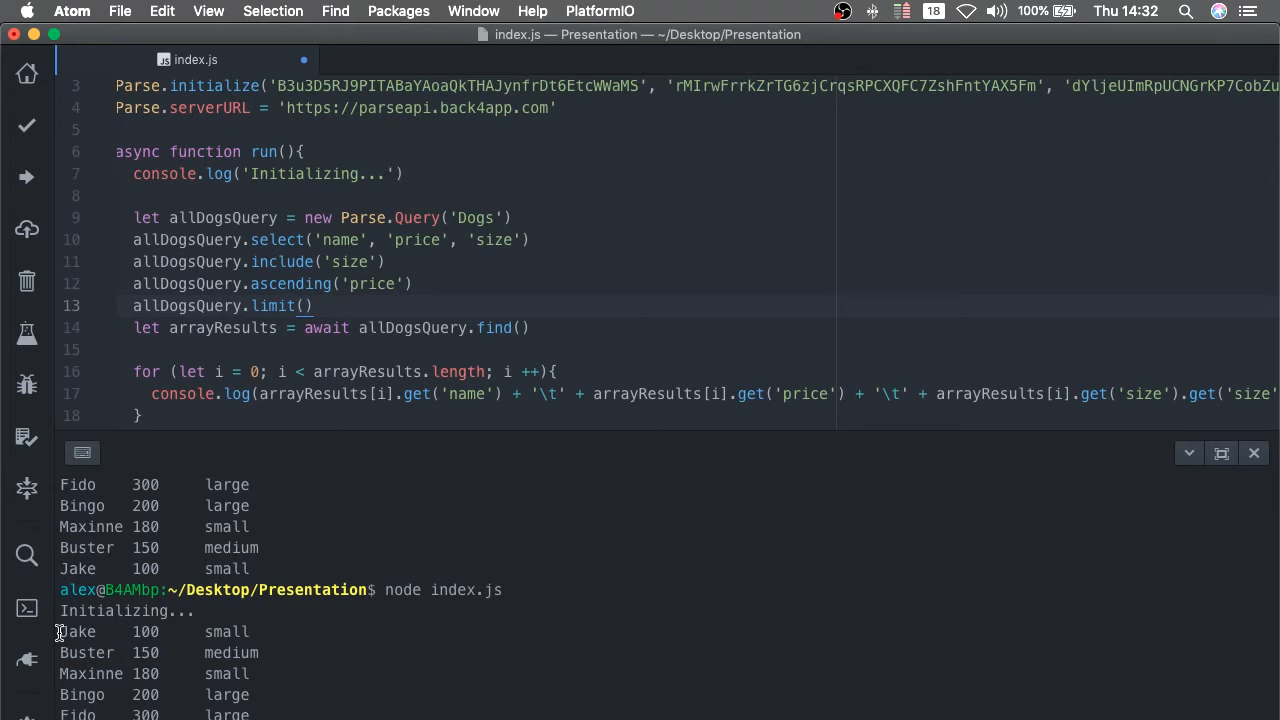 Atom File Edit View Selection Find Packages Window Help PlatformIO 18 100% Thu 14:32
index.js — Presentation — ~/Desktop/Presentation
JS index.js
3 Parse.initialize('B3u3D5RJ9PITABaYAoaQkTHAJynfrDt6EtcWWaMS', 'rMIrwFrrkZrTG6zjCrqsRPCXQFC7ZshFntYAX5Fm', 'dYljeUImRpUCNGrKP7CobZu
4 Parse.serverURL = 'https://parseapi.back4app.com'
5
6 async function run(){
7 console.log('Initializing...')
8
9 let allDogsQuery = new Parse.Query('Dogs')
10 allDogsQuery.select('name', 'price', 'size')
11 allDogsQuery.include('size')
12 allDogsQuery.ascending('price')
13 allDogsQuery.limit()
14 let arrayResults = await allDogsQuery.find()
15
16 for (let i = 0; i < arrayResults.length; i ++){
17 console.log(arrayResults[i].get('name') + '\t' + arrayResults[i].get('price') + '\t' + arrayResults[i].get('size').get('size'
18 }
Fido 300 large
Bingo 200 large
Maxinne 180 small
Buster 150 medium
Jake 100 small
alex@B4AMbp:~/Desktop/Presentation$ node index.js
Initializing...
Jake 100 small
Buster 150 medium
Maxinne 180 small
Bingo 200 large
Fido 300 large